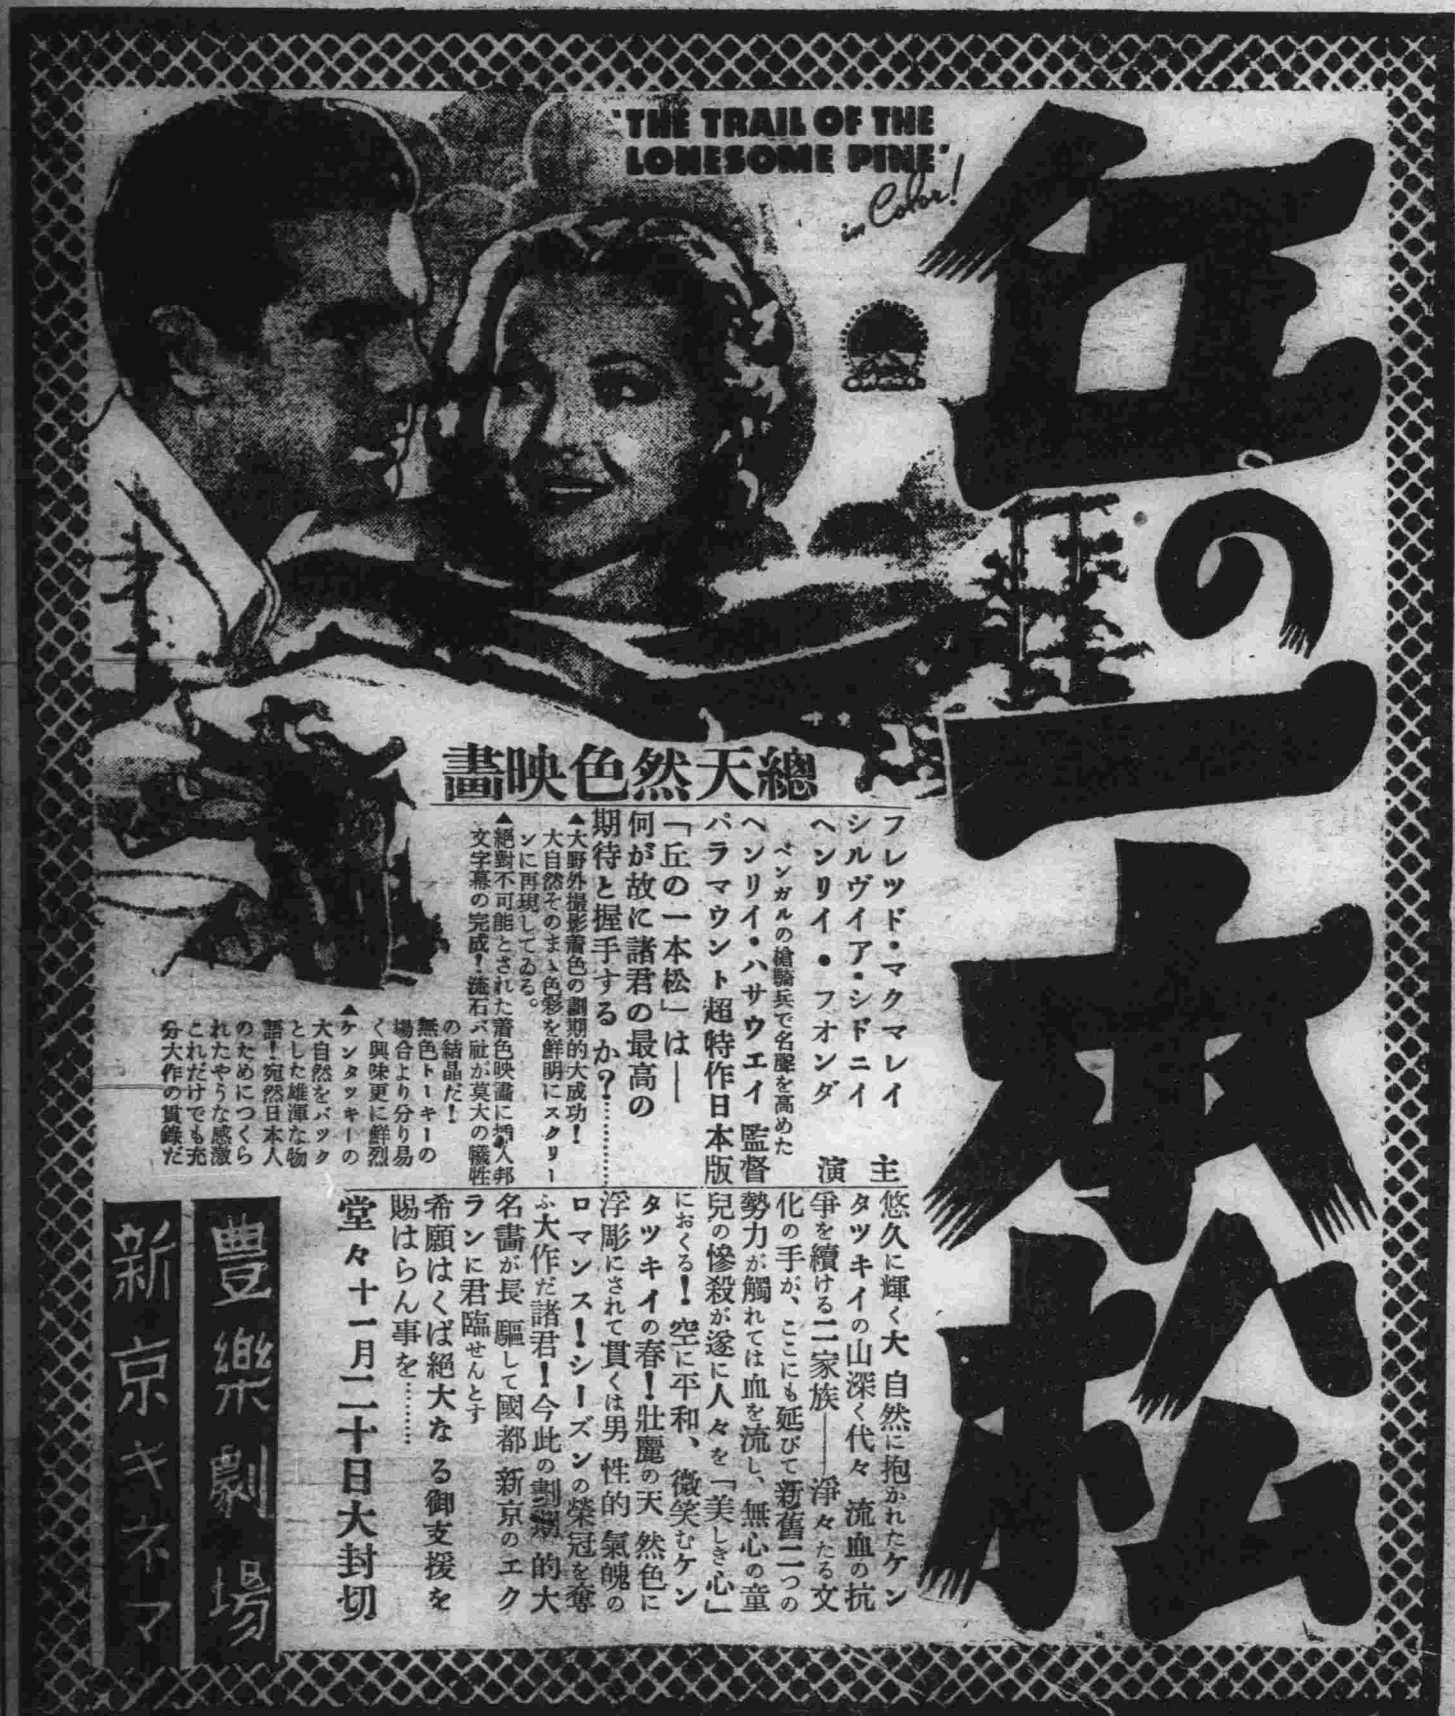 丘の一本松
'THE TRAIL OF THE
LONESOME PINE'
in Color!
總天然色映畫
フレツド・マクマレイ
シルヴイア・シドニイ
ヘンリイ・フオンダ
主演
ベンガルの槍騎兵で名聲を高めた
ヘンリイ・ハサウエイ 監督
パラマウント超特作日本版
「丘の一本松」は──
何が故に諸君の最高の
期待と握手するか?…………
▲大野外撮影着色の劃期的大成功!
大自然そのまゝ色彩を鮮明にスクリー
ンに再現してゐる。
▲絕對不可能とされた着色映畫に插入邦
文字幕の完成!流石パ社が莫大の犠牲
の結晶だ!
無色トーキーの
場合より分り易
く興味更に鮮烈
▲ケンタツキーの
大自然をバツク
とした雄渾な物
語!宛然日本人
のためにつくら
れたやうな感激
これだけでも充
分大作の貫錄だ
悠久に輝く大自然に抱かれたケン
タツキイの山深く代々流血の抗
爭を續ける二家族──淨々たる文
化の手が、ここにも延びて新舊二つの
勢力が觸れては血を流し、無心の童
兒の慘殺が遂に人々を「美しき心」
におくる!空に平和、微笑むケン
タツキイの春!壯麗の天然色に
浮彫にされて貫くは男性的氣魄の
ロマンス!シーズンの榮冠を奪
ふ大作だ諸君!今此の劃期的大
名畫が長驅して國都新京のエク
ランに君臨せんとす
希願はくば絕大なる御支援を
賜はらん事を………
堂々十一月二十日大封切
豊樂劇場
新京キネマ